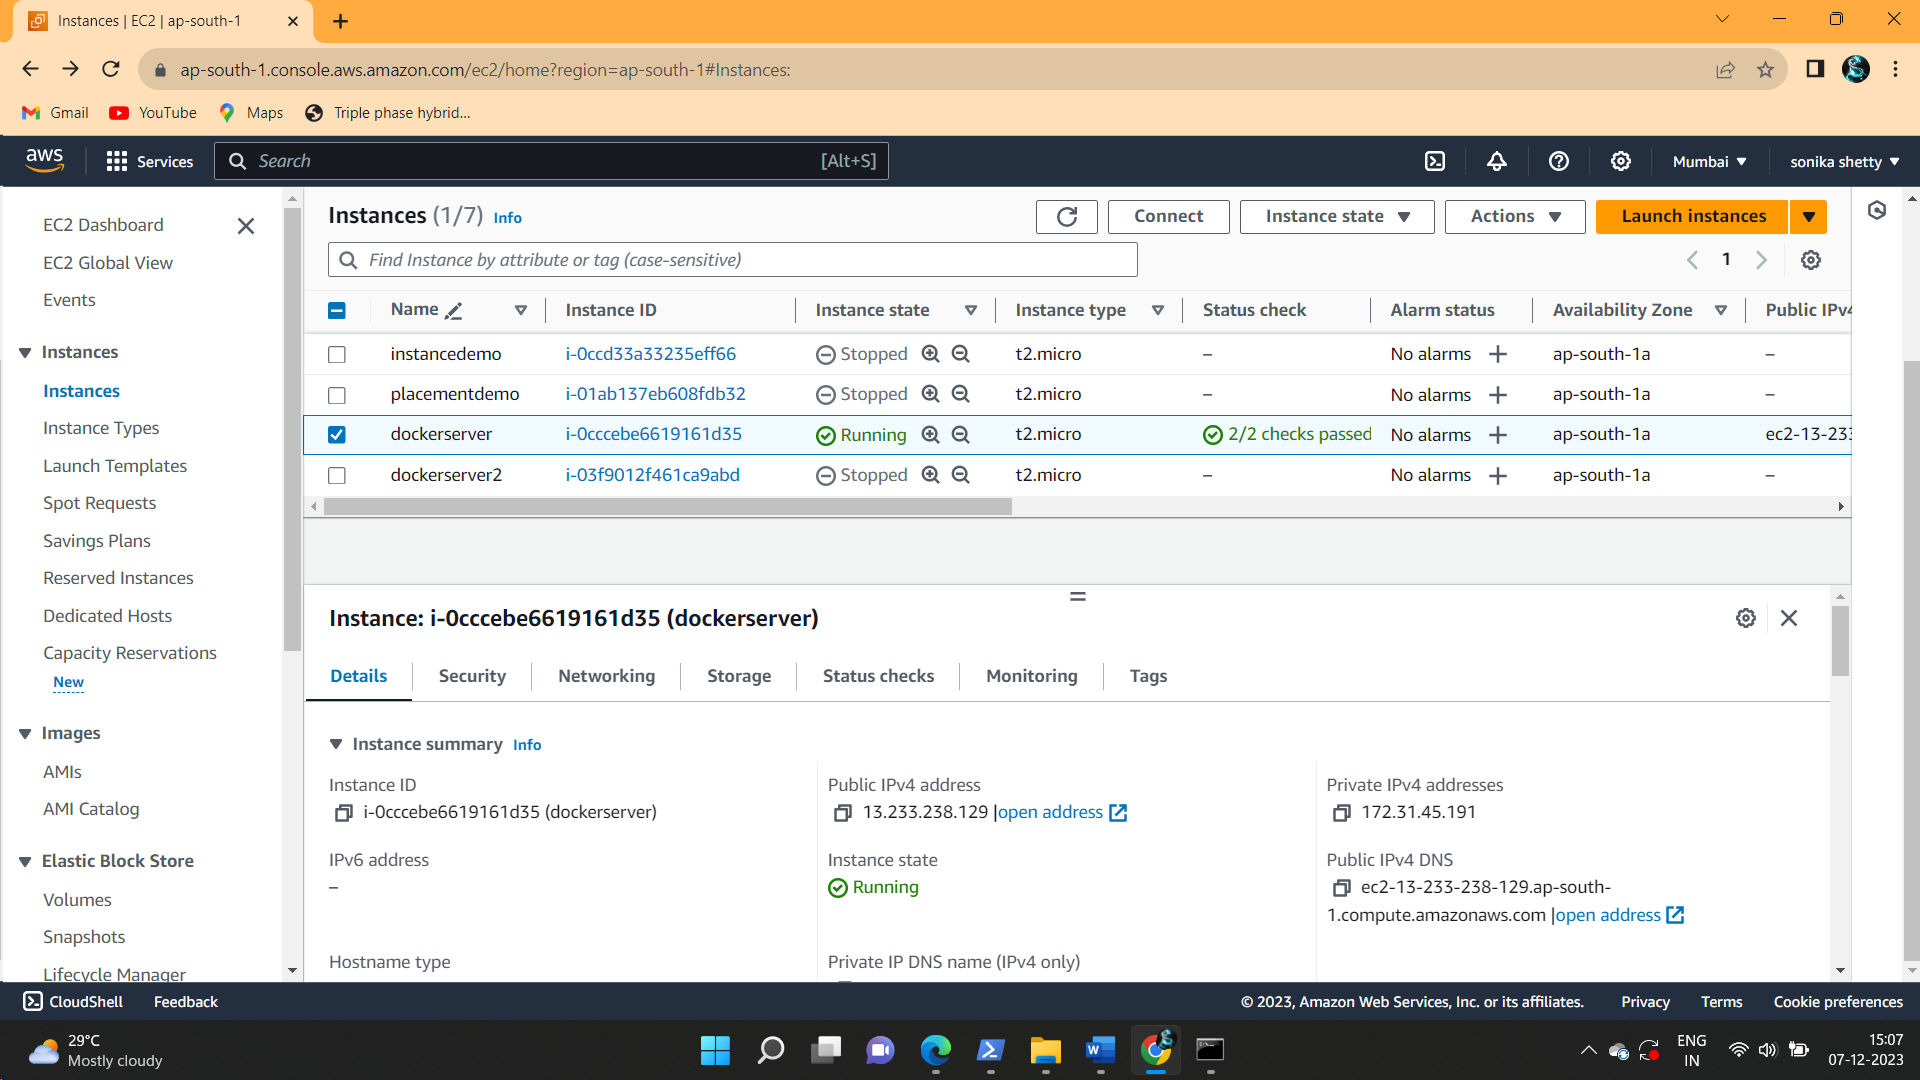 Instances | EC2 | ap-south-1
ap-south-1.console.aws.amazon.com/ec2/home?region=ap-south-1#Instances:
Gmail YouTube Maps Triple phase hybrid...
aws Services Search [Alt+S] Mumbai sonika shetty
EC2 Dashboard
EC2 Global View
Events
Instances
Instances
Instance Types
Launch Templates
Spot Requests
Savings Plans
Reserved Instances
Dedicated Hosts
Capacity Reservations
New
Images
AMIs
AMI Catalog
Elastic Block Store
Volumes
Snapshots
Lifecycle Manager
Instances (1/7) Info Connect Instance state Actions Launch instances
Find Instance by attribute or tag (case-sensitive) 1
Name Instance ID Instance state Instance type Status check Alarm status Availability Zone Public IPv4
instancedemo i-0ccd33a33235eff66 Stopped t2.micro – No alarms ap-south-1a –
placementdemo i-01ab137eb608fdb32 Stopped t2.micro – No alarms ap-south-1a –
dockerserver i-0cccebe6619161d35 Running t2.micro 2/2 checks passed No alarms ap-south-1a ec2-13-233
dockerserver2 i-03f9012f461ca9abd Stopped t2.micro – No alarms ap-south-1a –
Instance: i-0cccebe6619161d35 (dockerserver)
Details Security Networking Storage Status checks Monitoring Tags
Instance summary Info
Instance ID
i-0cccebe6619161d35 (dockerserver)
Public IPv4 address
13.233.238.129 |open address
Private IPv4 addresses
172.31.45.191
IPv6 address
–
Instance state
Running
Public IPv4 DNS
ec2-13-233-238-129.ap-south-
1.compute.amazonaws.com |open address
Hostname type
Private IP DNS name (IPv4 only)
CloudShell Feedback © 2023, Amazon Web Services, Inc. or its affiliates. Privacy Terms Cookie preferences
29°C
Mostly cloudy
ENG
IN
15:07
07-12-2023